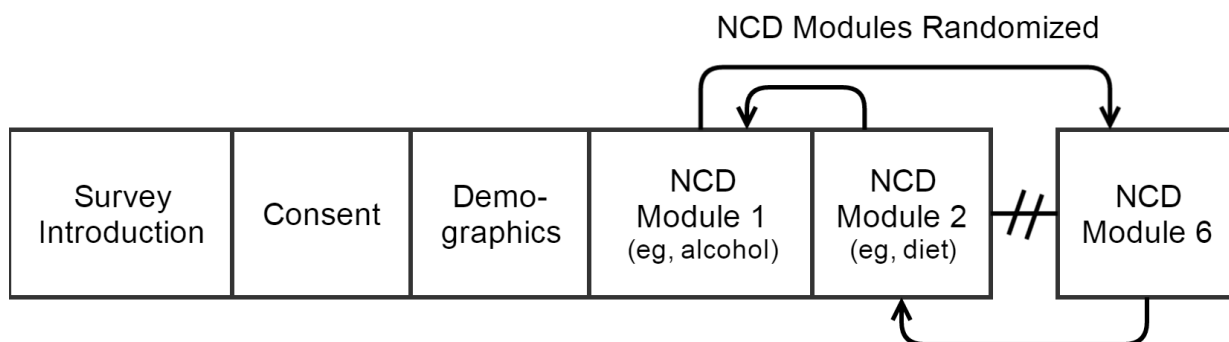 NCD Modules Randomized
Survey
Introduction
Consent
Demo-
graphics
NCD
Module 1
(eg, alcohol)
NCD
Module 2
(eg, diet)
NCD
Module 6